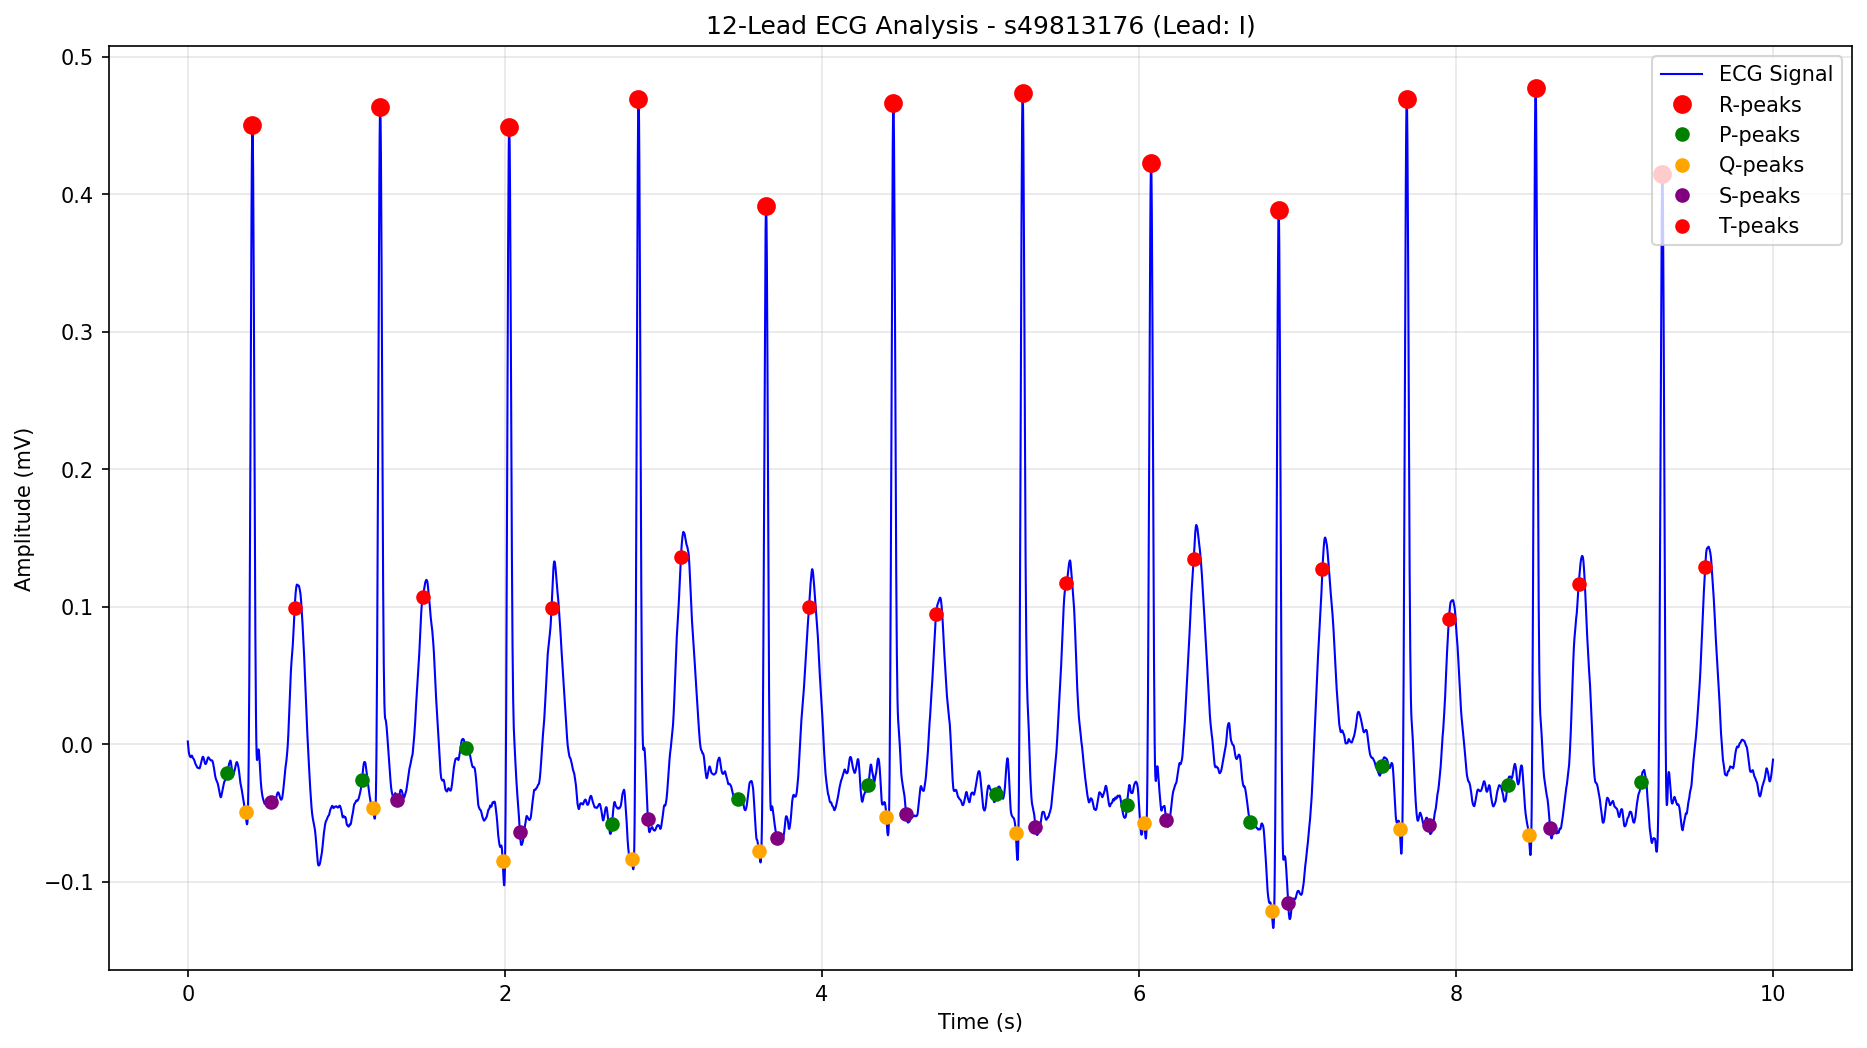 12-Lead ECG Analysis - s49813176 (Lead: I)
ECG Signal
R-peaks
P-peaks
Q-peaks
S-peaks
T-peaks
Amplitude (mV)
0.5
0.4
0.3
0.2
0.1
0.0
−0.1
0 2 4 6 8 10
Time (s)